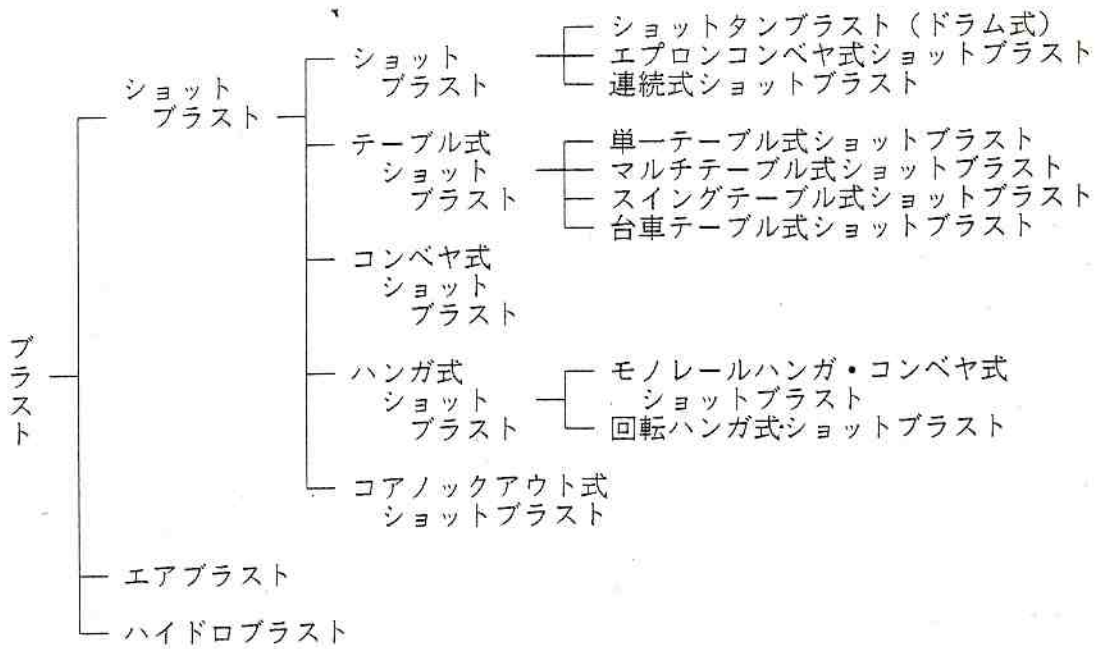 ブラスト
ショット
ブラスト
ショット
ブラスト
ショットタンブラスト（ドラム式）
エプロンコンベヤ式ショットブラスト
連続式ショットブラスト
テーブル式
ショット
ブラスト
単一テーブル式ショットブラスト
マルチテーブル式ショットブラスト
スイングテーブル式ショットブラスト
台車テーブル式ショットブラスト
コンベヤ式
ショット
ブラスト
ハンガ式
ショット
ブラスト
モノレールハンガ・コンベヤ式
ショットブラスト
回転ハンガ式ショットブラスト
コアノックアウト式
ショットブラスト
エアブラスト
ハイドロブラスト